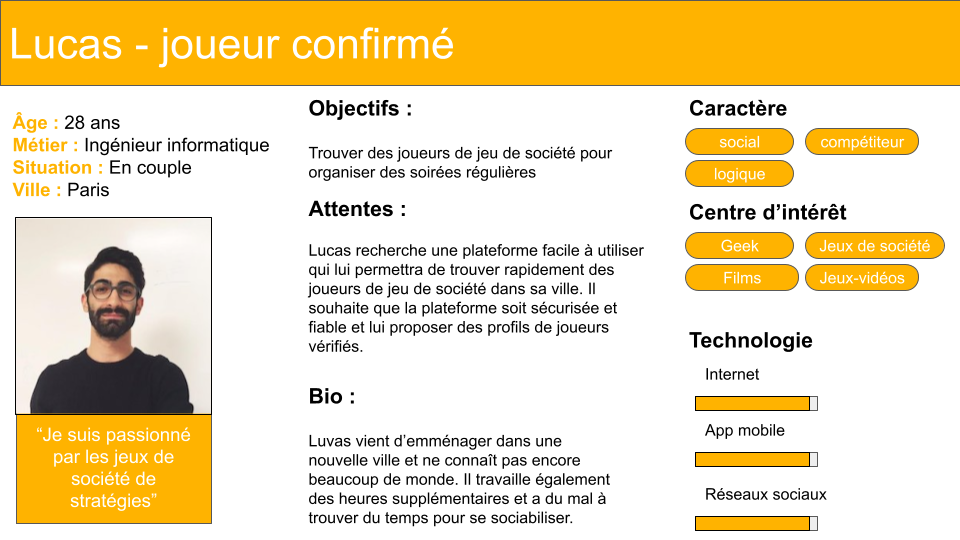 Lucas - joueur confirmé
Âge : 28 ans
Métier : Ingénieur informatique
Situation : En couple
Ville : Paris
“Je suis passionné
par les jeux de
société de
stratégies”
Objectifs :
Trouver des joueurs de jeu de société pour
organiser des soirées régulières
Attentes :
Lucas recherche une plateforme facile à utiliser
qui lui permettra de trouver rapidement des
joueurs de jeu de société dans sa ville. Il
souhaite que la plateforme soit sécurisée et
fiable et lui proposer des profils de joueurs
vérifiés.
Bio :
Luvas vient d’emménager dans une
nouvelle ville et ne connaît pas encore
beaucoup de monde. Il travaille également
des heures supplémentaires et a du mal à
trouver du temps pour se sociabiliser.
Caractère
social compétiteur
logique
Centre d’intérêt
Geek Jeux de société
Films Jeux-vidéos
Technologie
Internet
App mobile
Réseaux sociaux